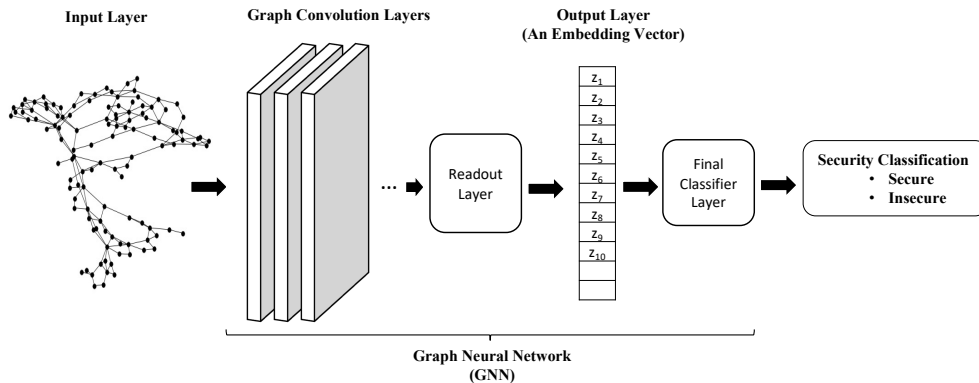 Input Layer
Graph Convolution Layers
Output Layer
(An Embedding Vector)
...
Readout
Layer
z1
z2
z3
z4
z5
z6
z7
z8
z9
z10
Final
Classifier
Layer
Security Classification
• Secure
• Insecure
Graph Neural Network
(GNN)